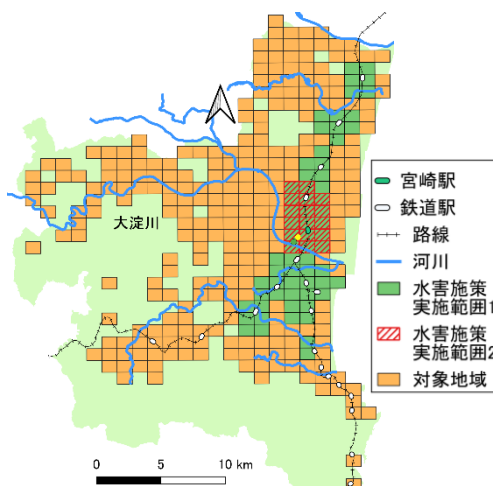 大淀川
宮崎駅
鉄道駅
路線
河川
水害施策
実施範囲1
水害施策
実施範囲2
対象地域
0 5 10 km